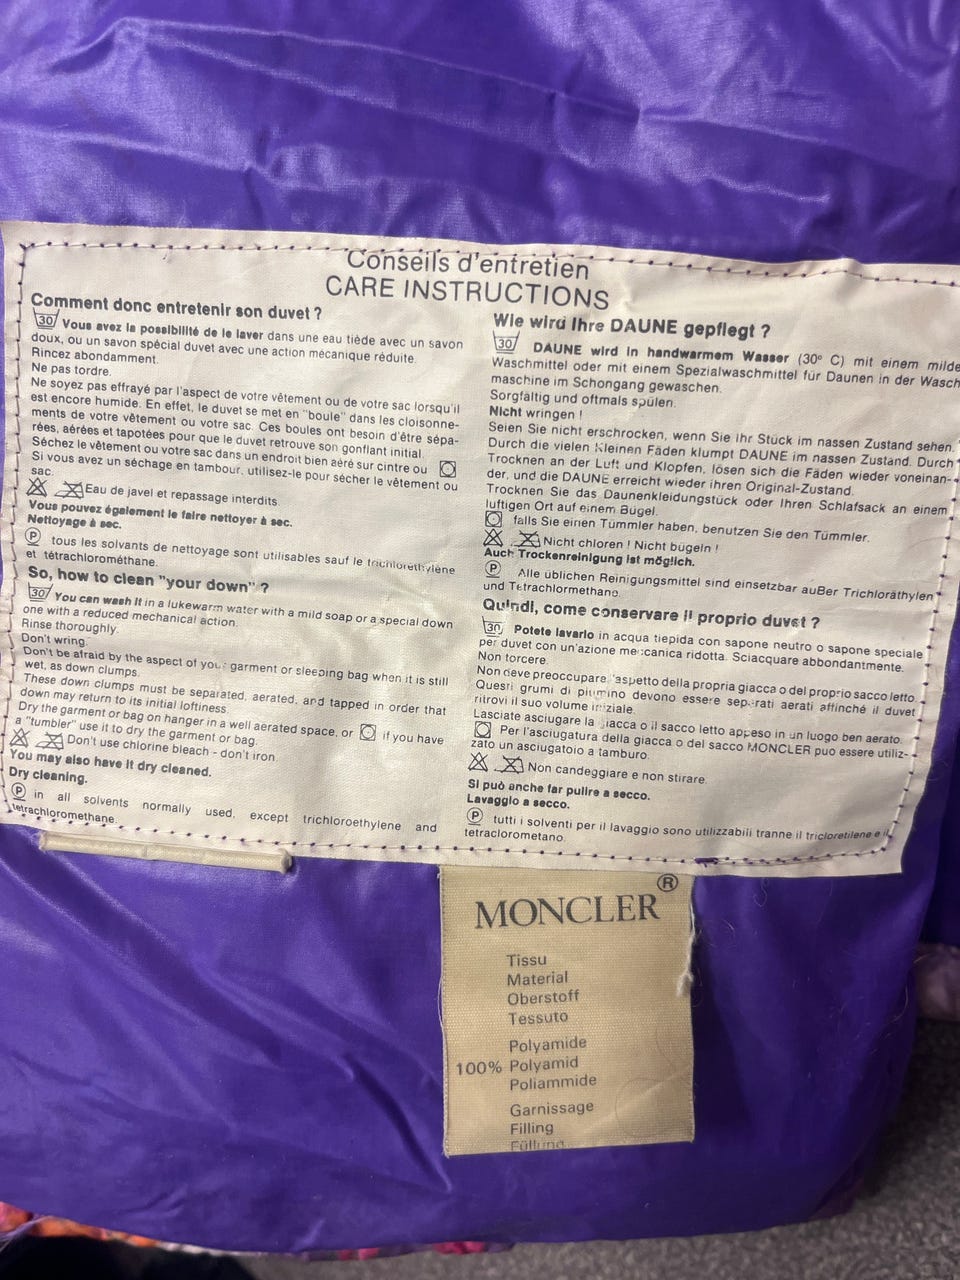 Conseils d'entretien
CARE INSTRUCTIONS
Comment donc entretenir son duvet ?
30 Vous avez la possibilité de le laver dans une eau tiède avec un savon
doux, ou un savon spécial duvet avec une action mécanique réduite.
Rincez abondamment.
Ne pas tordre.
Ne soyez pas effrayé par l'aspect de votre vêtement ou de votre sac lorsqu'il
est encore humide. En effet, le duvet se met en "boule" dans les cloisonne-
ments de votre vêtement ou votre sac. Ces boules ont besoin d'être sépa-
rées, aérées et tapotées pour que le duvet retrouve son gonflant initial.
Séchez le vêtement ou votre sac dans un endroit bien aéré sur cintre ou
Si vous avez un séchage en tambour, utilisez-le pour sécher le vêtement ou
sac.
Eau de javel et repassage interdits.
Vous pouvez également le faire nettoyer à sec.
Nettoyage à sec.
P tous les solvants de nettoyage sont utilisables sauf le trichlorethylène
et tétrachlorométhane.
So, how to clean "your down" ?
30 You can wash it in a lukewarm water with a mild soap or a special down
one with a reduced mechanical action.
Rinse thoroughly.
Don't wring.
Don't be afraid by the aspect of your garment or sleeping bag when it is still
wet, as down clumps.
These down clumps must be separated, aerated, and tapped in order that
down may return to its initial loftiness.
Dry the garment or bag on hanger in a well aerated space, or if you have
a "tumbler" use it to dry the garment or bag.
Don't use chlorine bleach - don't iron.
You may also have it dry cleaned.
Dry cleaning.
P in all solvents normally used, except trichloroethylene and
tetrachloromethane.
Wie wird Ihre DAUNE gepflegt ?
30 DAUNE wird in handwarmem Wasser (30° C) mit einem milde
Waschmittel oder mit einem Spezialwaschmittel für Daunen in der Wasch
maschine im Schongang gewaschen.
Sorgfältig und oftmals spülen.
Nicht wringen !
Seien Sie nicht erschrocken, wenn Sie ihr Stück im nassen Zustand sehen.
Durch die vielen kleinen Fäden klumpt DAUNE im nassen Zustand. Durch
Trocknen an der Luft und Klopfen, lösen sich die Fäden wieder voneinan-
der, und die DAUNE erreicht wieder ihren Original-Zustand.
Trocknen Sie das Daunenkleidungstück oder Ihren Schlafsack an einem
luftigen Ort auf einem Bügel.
falls Sie einen Tümmler haben, benutzen Sie den Tümmler.
Nicht chloren ! Nicht bügeln !
Auch Trockenreinigung ist möglich.
P Alle üblichen Reinigungsmittel sind einsetzbar auBer Trichloräthylen
und Tetrachlormethane.
Quindi, come conservare il proprio duvet ?
30 Potete lavarlo in acqua tiepida con sapone neutro o sapone speciale
per duvet con un'azione meccanica ridotta. Sciacquare abbondantmente.
Non torcere.
Non deve preoccupare l'aspetto della propria giacca o del proprio sacco letto.
Questi grumi di piumino devono essere separati aerati affinché il duvet
ritrovi il suo volume iniziale.
Lasciate asciugare la giacca o il sacco letto appeso in un luogo ben aerato.
Per l'asciugatura della giacca o del sacco MONCLER può essere utiliz-
zato un asciugatoio a tamburo.
Non candeggiare e non stirare.
Si può anche far pulire a secco.
Lavaggio a secco.
P tutti i solventi per il lavaggio sono utilizzabili tranne il tricloretilene e il
tetraclorometano.
MONCLER®
Tissu
Material
Oberstoff
Tessuto
Polyamide
100% Polyamid
Poliammide
Garnissage
Filling
Füllung